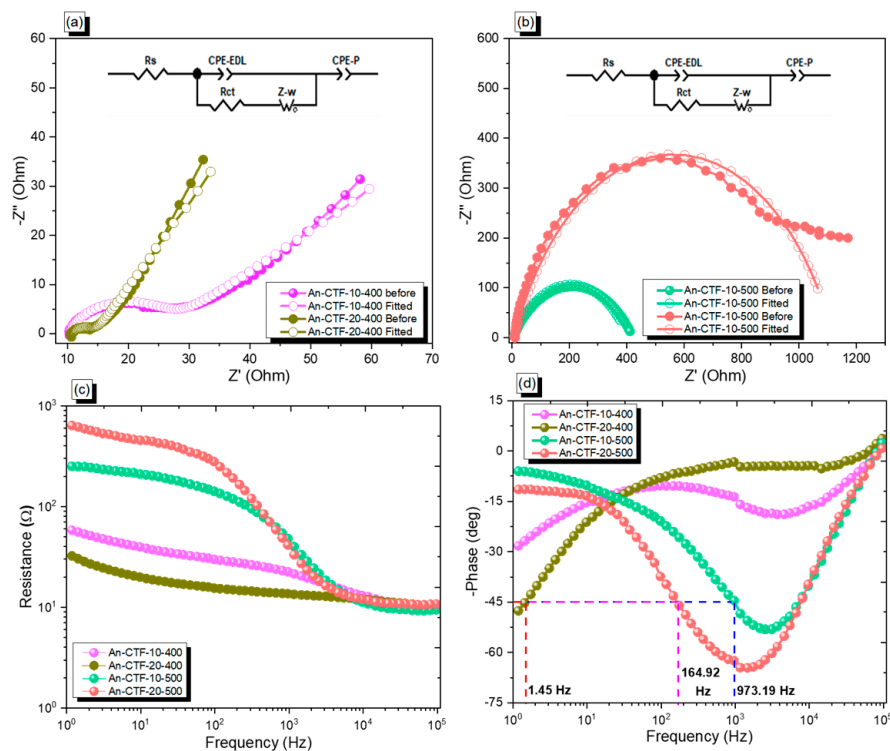 (a)
60
50
40
30
20
10
0
-Z" (Ohm)
Rs
CPE-EDL
CPE-P
Rct
Z-w
An-CTF-10-400 before
An-CTF-10-400 Fitted
An-CTF-20-400 Before
An-CTF-20-400 Fitted
10 20 30 40 50 60 70
Z' (Ohm)
(b)
600
500
400
300
200
100
0
-Z" (Ohm)
Rs
CPE-EDL
CPE-P
Rct
Z-w
An-CTF-10-500 Before
An-CTF-10-500 Fitted
An-CTF-10-500 Before
An-CTF-10-500 Fitted
0 200 400 600 800 1000 1200
Z' (Ohm)
(c)
10³
10²
10¹
10⁰
Resistance (Ω)
An-CTF-10-400
An-CTF-20-400
An-CTF-10-500
An-CTF-20-500
10⁰ 10¹ 10² 10³ 10⁴ 10⁵
Frequency (Hz)
(d)
15
0
-15
-30
-45
-60
-75
-Phase (deg)
An-CTF-10-400
An-CTF-20-400
An-CTF-10-500
An-CTF-20-500
1.45 Hz
164.92
Hz
973.19 Hz
10⁰ 10¹ 10² 10³ 10⁴ 10⁵
Frequency (Hz)